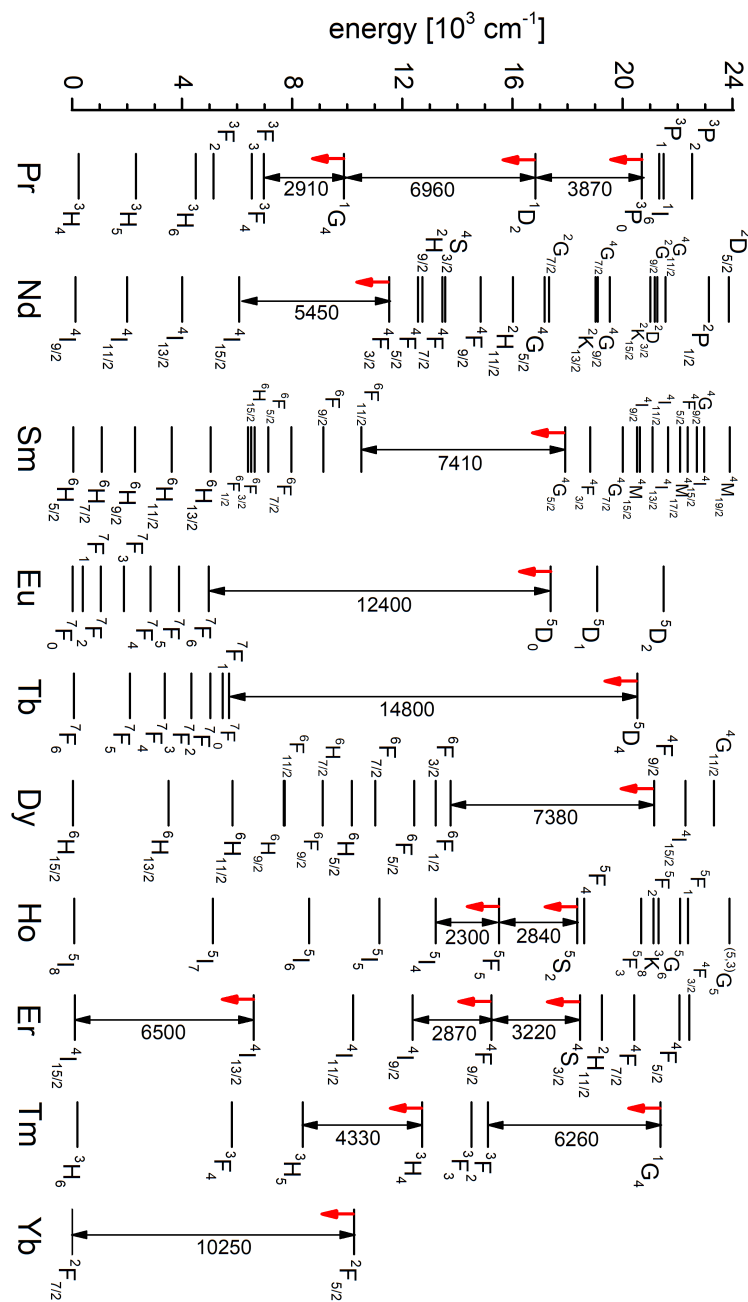 energy [10³ cm⁻¹]
0 4 8 12 16 20 24
Pr
³H₄ ³H₅ ³H₆ ³F₂ ³F₃ ³F₄ ¹G₄ ¹D₂ ³P₀ ¹I₆ ³P₁ ³P₂
2910 6960 3870
Nd
⁴I₉/₂ ⁴I₁₁/₂ ⁴I₁₃/₂ ⁴I₁₅/₂ ⁴F₃/₂ ⁴F₅/₂ ²H₉/₂ ⁴F₇/₂ ⁴S₃/₂ ⁴F₉/₂ ²H₁₁/₂ ⁴G₅/₂ ²G₇/₂ ²K₁₃/₂ ⁴G₇/₂ ⁴G₉/₂ ²K₁₅/₂ ²G₉/₂ ²D₃/₂ ⁴G₁₁/₂ ²P₁/₂ ²D₅/₂
5450
Sm
⁶H₅/₂ ⁶H₇/₂ ⁶H₉/₂ ⁶H₁₁/₂ ⁶H₁₃/₂ ⁶F₁/₂ ⁶H₁₅/₂ ⁶F₃/₂ ⁶F₅/₂ ⁶F₇/₂ ⁶F₉/₂ ⁶F₁₁/₂ ⁴G₅/₂ ⁴F₃/₂ ⁴G₇/₂ ⁴I₉/₂ ⁴M₁₅/₂ ⁴I₁₁/₂ ⁴I₁₃/₂ ⁴F₅/₂ ⁴M₁₇/₂ ⁴G₉/₂ ⁴I₁₅/₂ ⁴M₁₉/₂
7410
Eu
⁷F₀ ⁷F₁ ⁷F₂ ⁷F₃ ⁷F₄ ⁷F₅ ⁷F₆ ⁵D₀ ⁵D₁ ⁵D₂
12400
Tb
⁷F₆ ⁷F₅ ⁷F₄ ⁷F₃ ⁷F₂ ⁷F₁ ⁷F₀ ⁵D₄
14800
Dy
⁶H₁₅/₂ ⁶H₁₃/₂ ⁶H₁₁/₂ ⁶H₉/₂ ⁶F₁₁/₂ ⁶F₉/₂ ⁶H₇/₂ ⁶H₅/₂ ⁶F₇/₂ ⁶F₅/₂ ⁶F₃/₂ ⁶F₁/₂ ⁴F₉/₂ ⁴I₁₅/₂ ⁴G₁₁/₂
7380
Ho
⁵I₈ ⁵I₇ ⁵I₆ ⁵I₅ ⁵I₄ ⁵F₅ ⁵S₂ ⁵F₄ ⁵F₃ ⁵F₂ ³K₈ ⁵G₆ ⁵F₁ ⁽⁵,³⁾G₅
2300 2840
Er
⁴I₁₅/₂ ⁴I₁₃/₂ ⁴I₁₁/₂ ⁴I₉/₂ ⁴F₉/₂ ⁴S₃/₂ ²H₁₁/₂ ⁴F₇/₂ ⁴F₅/₂ ⁴F₃/₂
6500 2870 3220
Tm
³H₆ ³F₄ ³H₅ ³H₄ ³F₃ ³F₂ ¹G₄
4330 6260
Yb
²F₇/₂ ²F₅/₂
10250